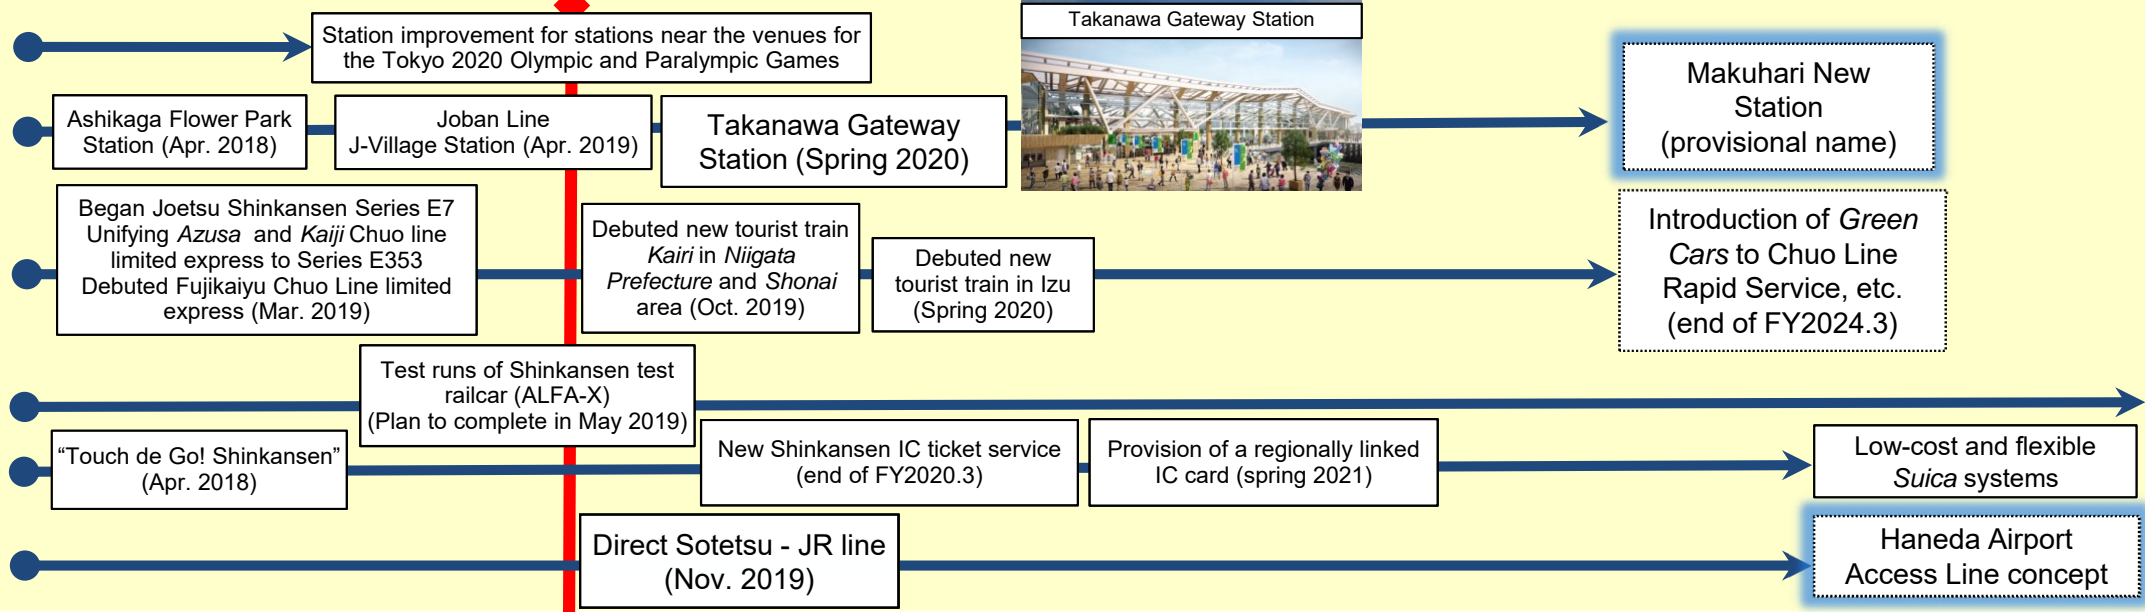 Station improvement for stations near the venues for
the Tokyo 2020 Olympic and Paralympic Games
Takanawa Gateway Station
Ashikaga Flower Park
Station (Apr. 2018)
Joban Line
J-Village Station (Apr. 2019)
Takanawa Gateway
Station (Spring 2020)
Makuhari New
Station
(provisional name)
Began Joetsu Shinkansen Series E7
Unifying Azusa and Kaiji Chuo line
limited express to Series E353
Debuted Fujikaiyu Chuo Line limited
express (Mar. 2019)
Debuted new tourist train
Kairi in Niigata
Prefecture and Shonai
area (Oct. 2019)
Debuted new
tourist train in Izu
(Spring 2020)
Introduction of Green
Cars to Chuo Line
Rapid Service, etc.
(end of FY2024.3)
Test runs of Shinkansen test
railcar (ALFA-X)
(Plan to complete in May 2019)
“Touch de Go! Shinkansen”
(Apr. 2018)
New Shinkansen IC ticket service
(end of FY2020.3)
Provision of a regionally linked
IC card (spring 2021)
Low-cost and flexible
Suica systems
Direct Sotetsu - JR line
(Nov. 2019)
Haneda Airport
Access Line concept